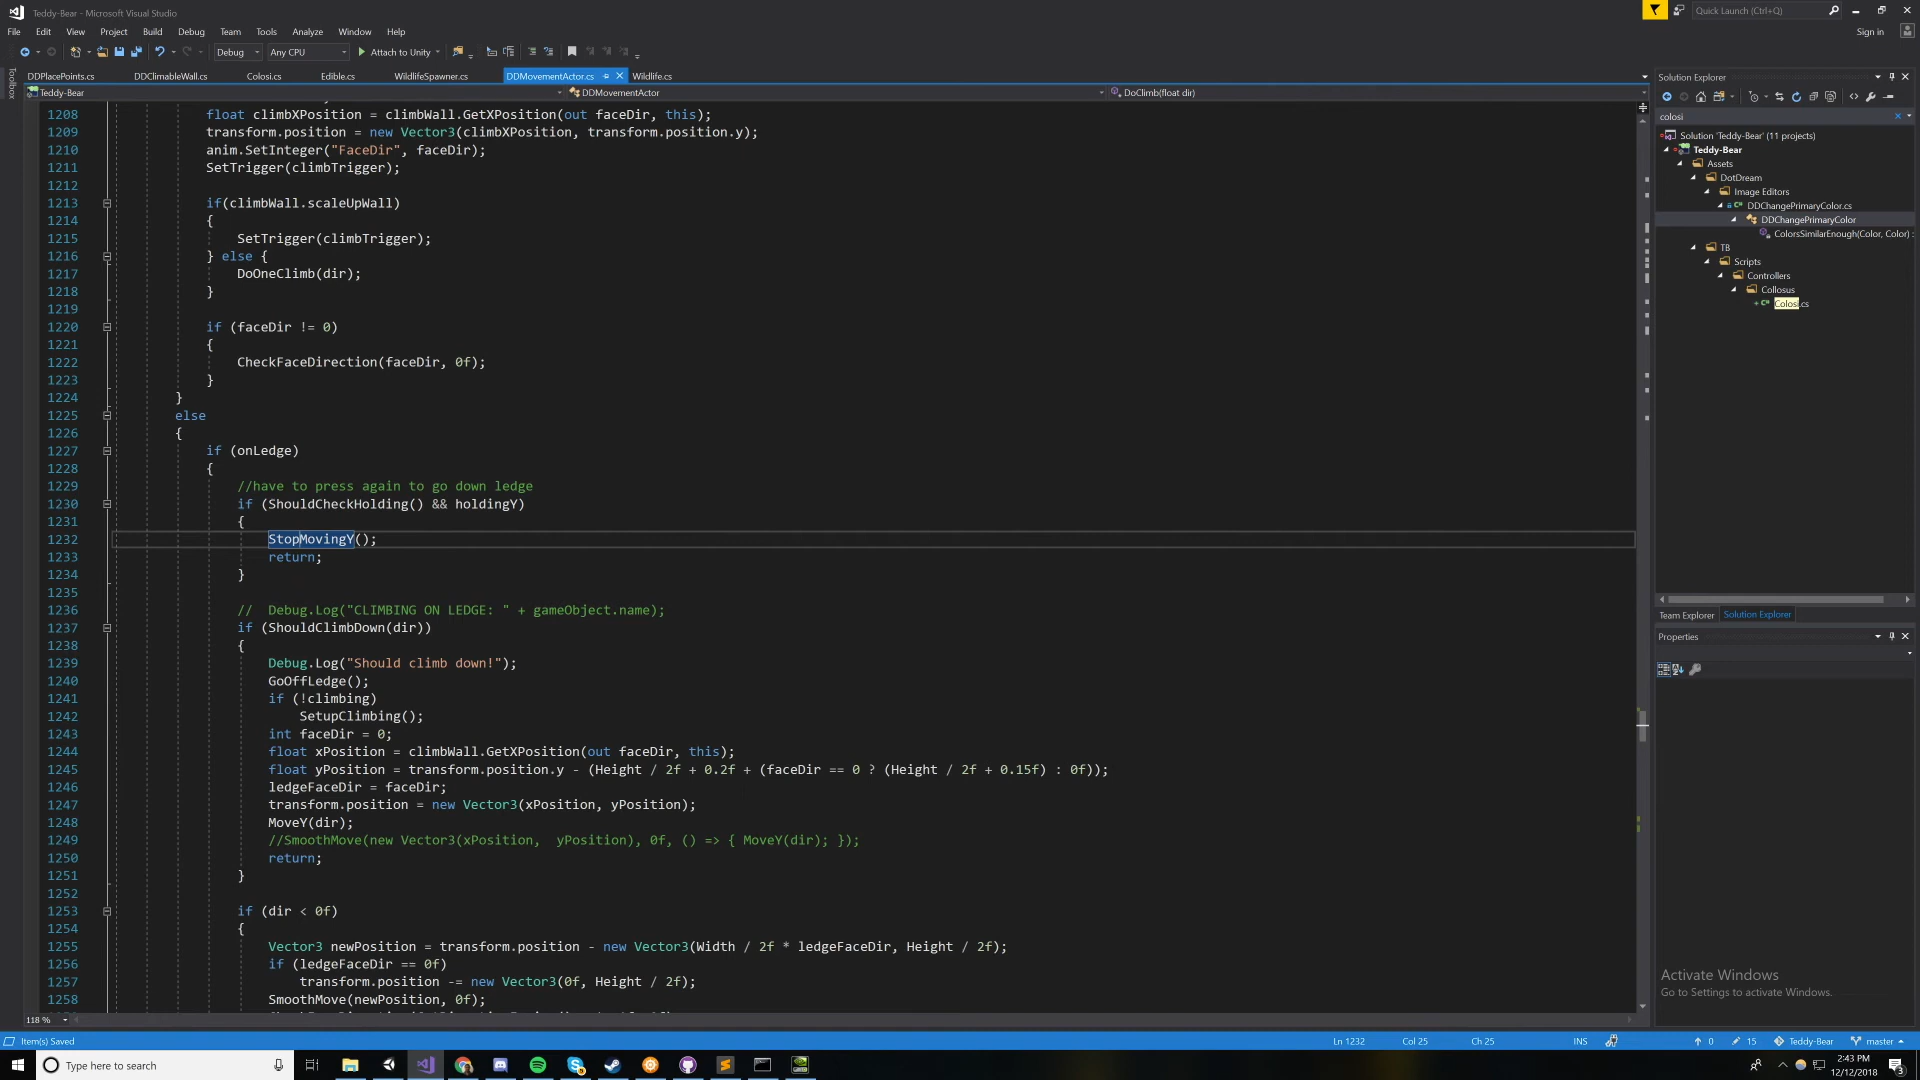 Teddy-Bear - Microsoft Visual Studio
Quick Launch (Ctrl+Q)
File Edit View Project Build Debug Team Tools Analyze Window Help
Sign in
Debug Any CPU Attach to Unity
Toolbox
DDPlacePoints.cs DDClimableWall.cs Colosi.cs Edible.cs WildlifeSpawner.cs DDMovementActor.cs Wildlife.cs
Teddy-Bear DDMovementActor DoClimb(float dir)
1208 float climbXPosition = climbWall.GetXPosition(out faceDir, this);
1209 transform.position = new Vector3(climbXPosition, transform.position.y);
1210 anim.SetInteger("FaceDir", faceDir);
1211 SetTrigger(climbTrigger);
1212
1213 if(climbWall.scaleUpWall)
1214 {
1215 SetTrigger(climbTrigger);
1216 } else {
1217 DoOneClimb(dir);
1218 }
1219
1220 if (faceDir != 0)
1221 {
1222 CheckFaceDirection(faceDir, 0f);
1223 }
1224 }
1225 else
1226 {
1227 if (onLedge)
1228 {
1229 //have to press again to go down ledge
1230 if (ShouldCheckHolding() && holdingY)
1231 {
1232 StopMovingY();
1233 return;
1234 }
1235
1236 // Debug.Log("CLIMBING ON LEDGE: " + gameObject.name);
1237 if (ShouldClimbDown(dir))
1238 {
1239 Debug.Log("Should climb down!");
1240 GoOffLedge();
1241 if (!climbing)
1242 SetupClimbing();
1243 int faceDir = 0;
1244 float xPosition = climbWall.GetXPosition(out faceDir, this);
1245 float yPosition = transform.position.y - (Height / 2f + 0.2f + (faceDir == 0 ? (Height / 2f + 0.15f) : 0f));
1246 ledgeFaceDir = faceDir;
1247 transform.position = new Vector3(xPosition, yPosition);
1248 MoveY(dir);
1249 //SmoothMove(new Vector3(xPosition, yPosition), 0f, () => { MoveY(dir); });
1250 return;
1251 }
1252
1253 if (dir < 0f)
1254 {
1255 Vector3 newPosition = transform.position - new Vector3(Width / 2f * ledgeFaceDir, Height / 2f);
1256 if (ledgeFaceDir == 0f)
1257 transform.position -= new Vector3(0f, Height / 2f);
1258 SmoothMove(newPosition, 0f);
118 %
Solution Explorer
colosi
Solution 'Teddy-Bear' (11 projects)
Teddy-Bear
Assets
DotDream
Image Editors
DDChangePrimaryColor.cs
DDChangePrimaryColor
ColorsSimilarEnough(Color, Color) :
TB
Scripts
Controllers
Collosus
Colosi.cs
Team Explorer Solution Explorer
Properties
Activate Windows
Go to Settings to activate Windows.
Item(s) Saved Ln 1232 Col 25 Ch 25 INS 0 15 Teddy-Bear master
Type here to search
2:43 PM
12/12/2018
3